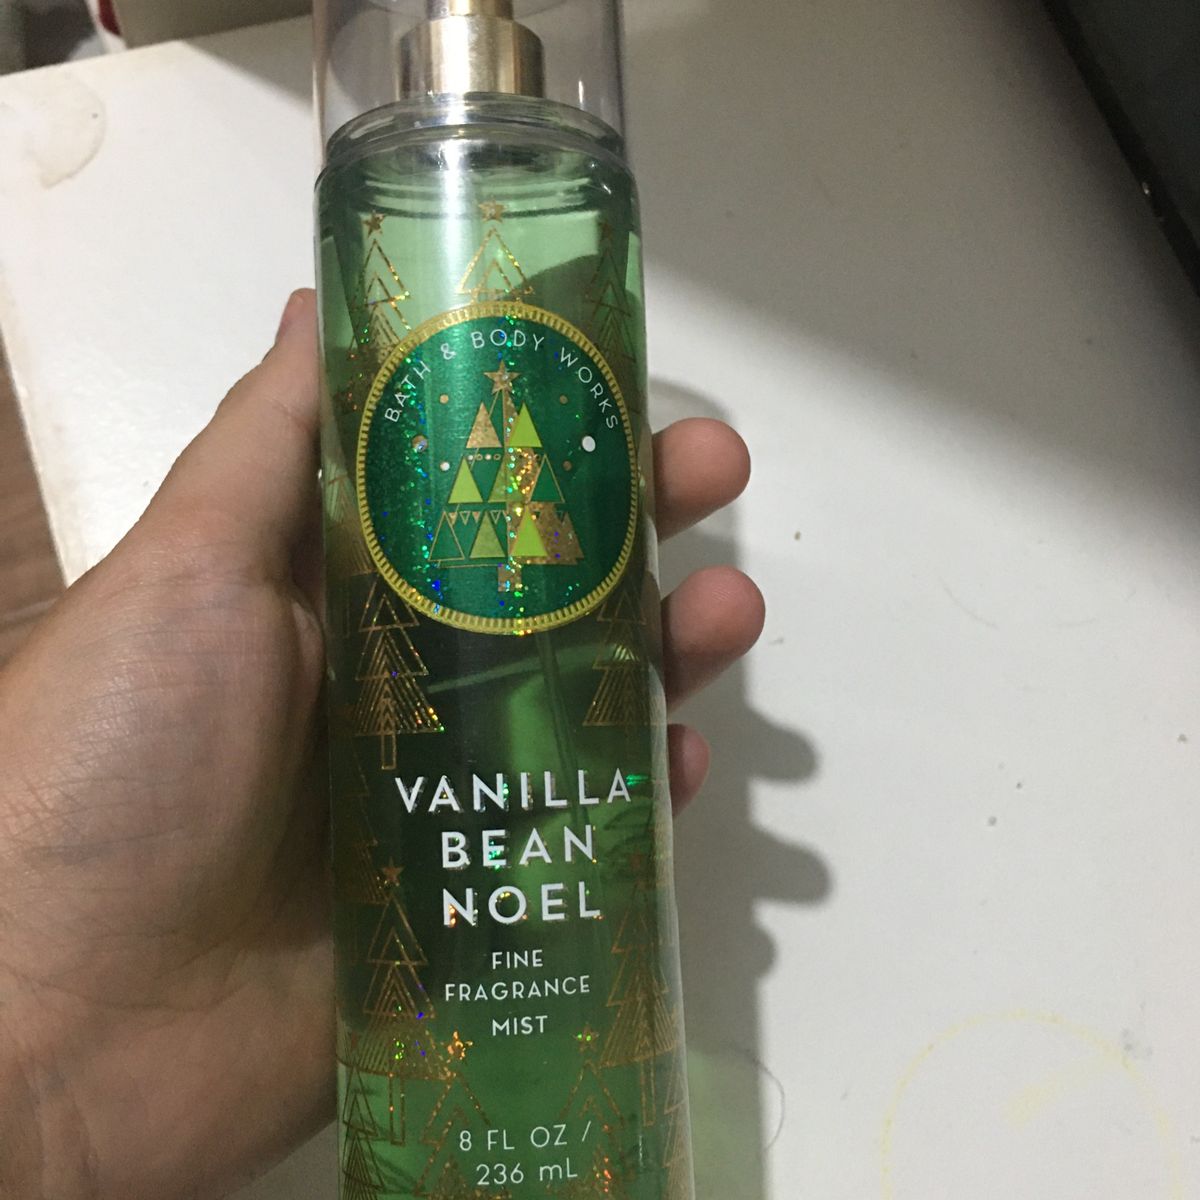 BATH & BODY WORKS
VANILLA
BEAN
NOEL
FINE
FRAGRANCE
MIST
8 FL OZ /
236 mL